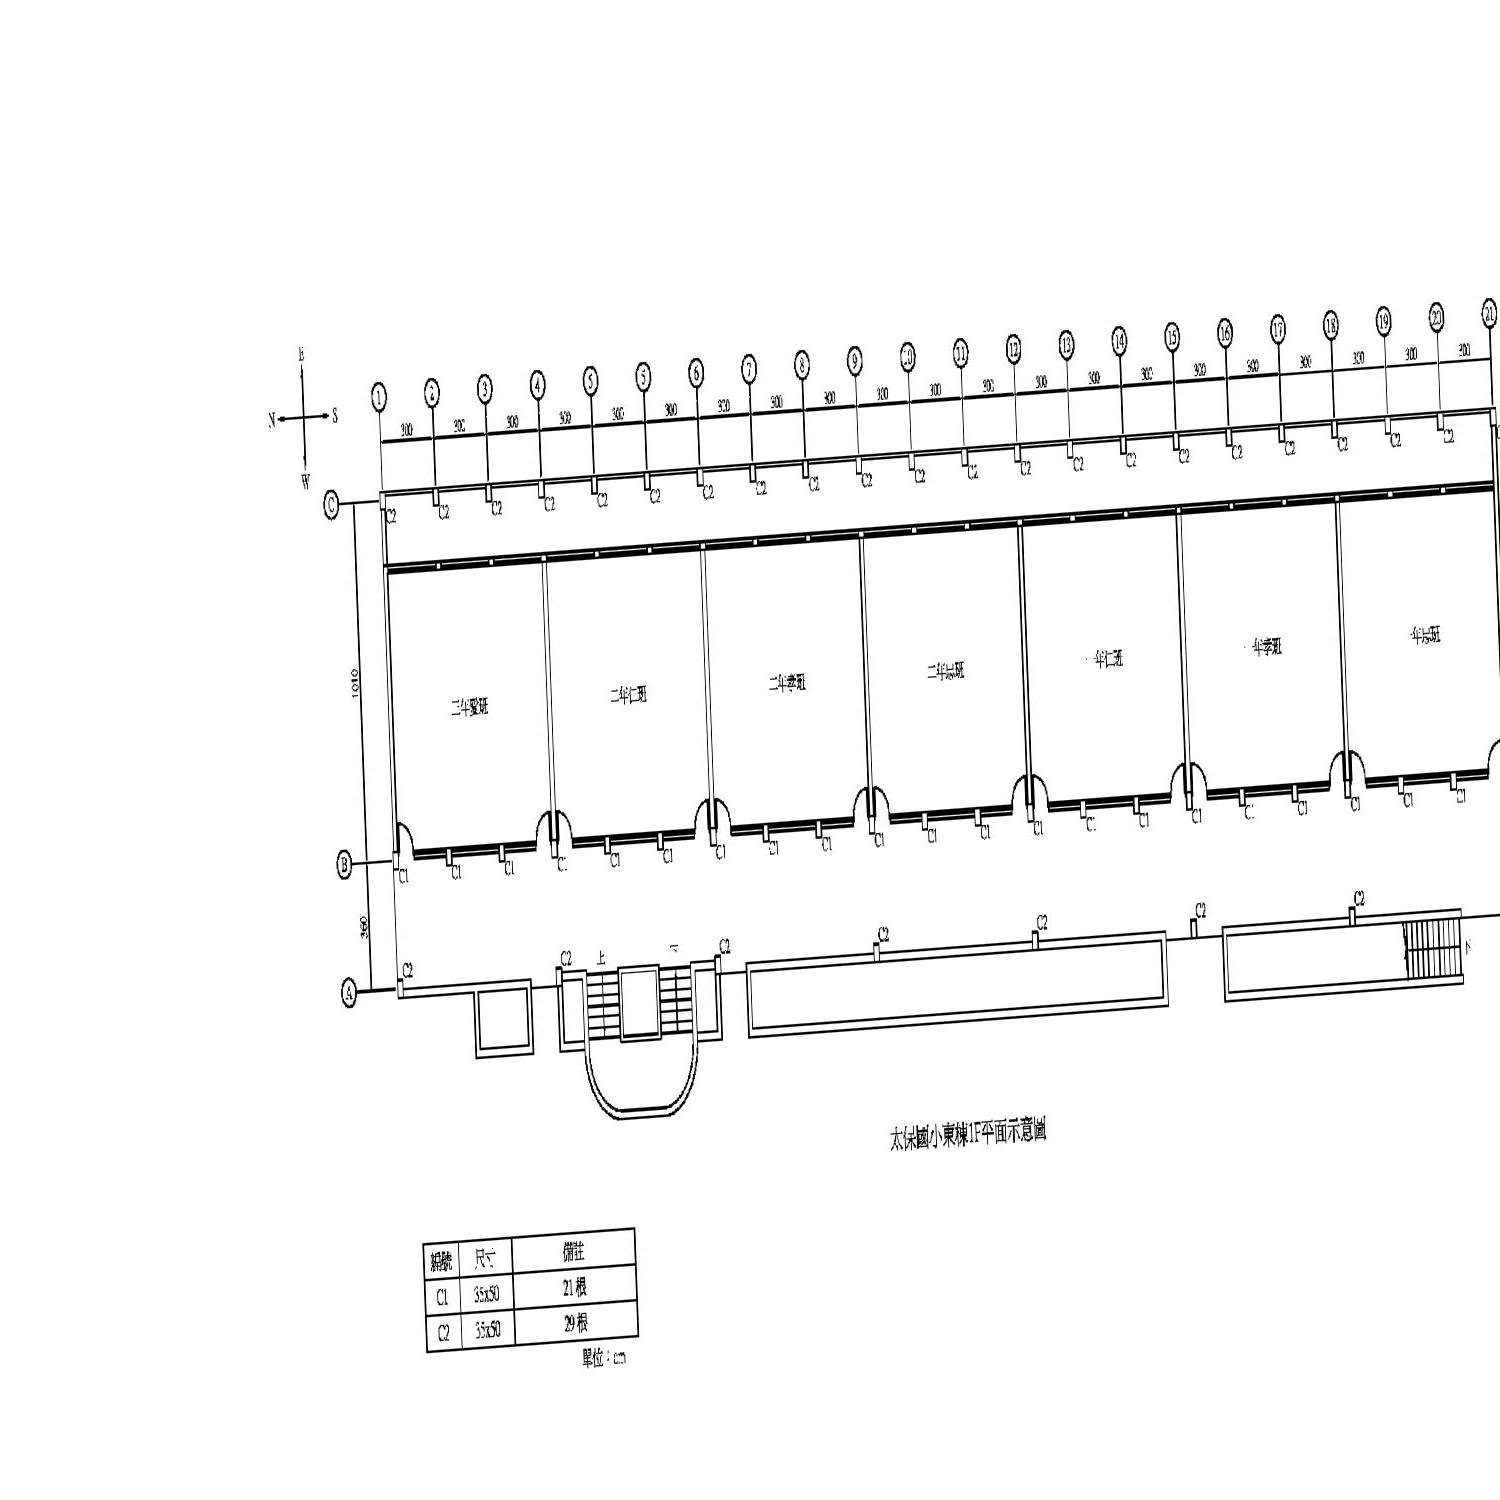 E
N S
W
1 2 3 4 5 5 6 7 8 9 10 11 12 13 14 15 16 17 18 19 20 21
300 300 300 300 300 300 300 300 300 300 300 300 300 300 300 300 300 300 300 300 300
C
C2 C2 C2 C2 C2 C2 C2 C2 C2 C2 C2 C2 C2 C2 C2 C2 C2 C2 C2 C2 C2
1010
二年仁班 二年孝班 二年忠班 一年仁班 一年孝班 一年忠班
B
C1 C1 C1 C1 C1 C1 C1 C1 C1 C1 C1 C1 C1 C1 C1 C1 C1 C1 C1 C1 C1
360
A
C2 C2 上 下 C2 C2 C2 C2 C2 下
太保國小東棟1F平面示意圖
編號 尺寸 備註
C1 35x50 21 根
C2 35x50 29 根
單位：cm